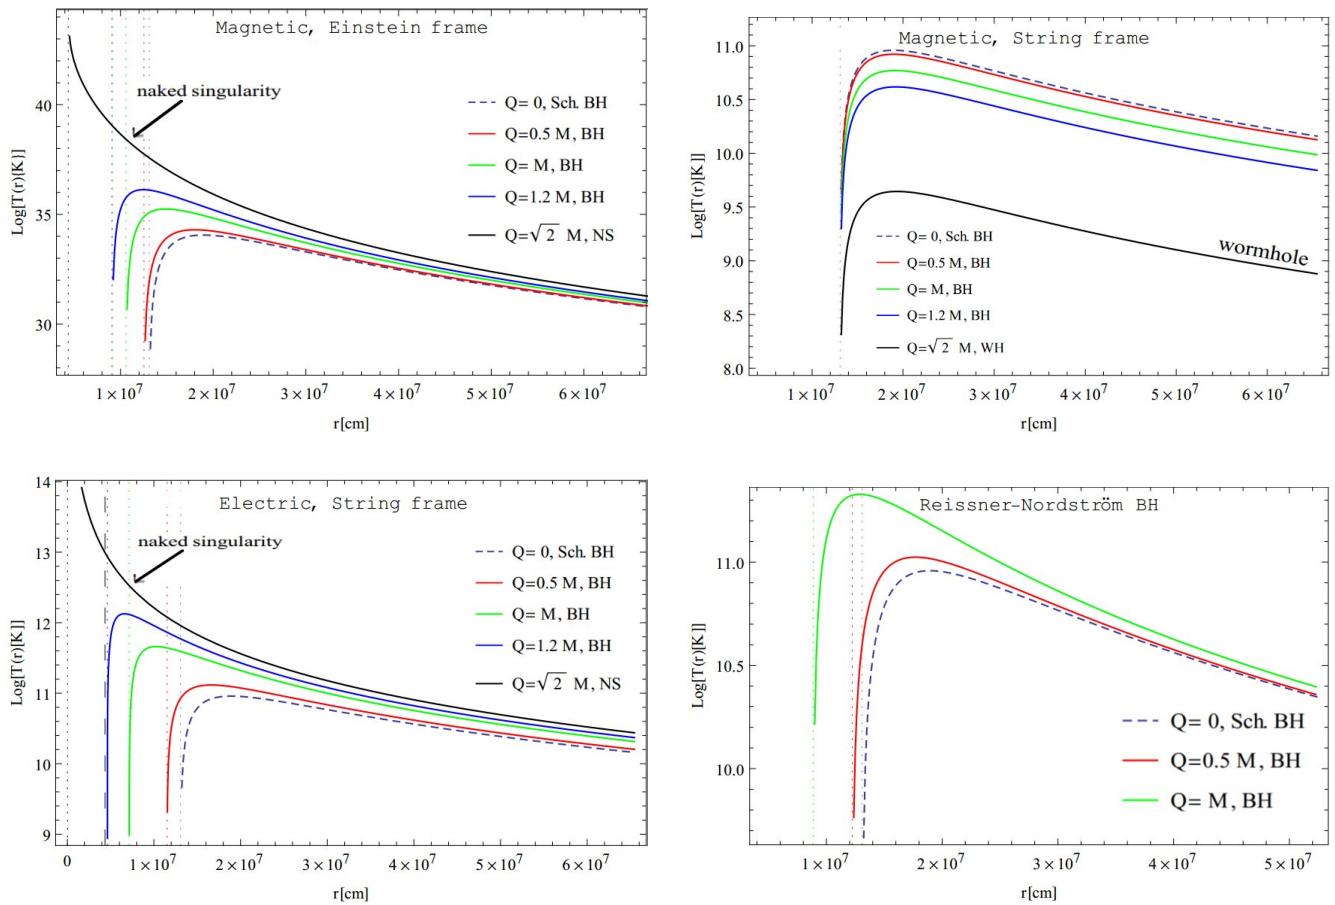 Magnetic, Einstein frame
naked singularity
Q= 0, Sch. BH
Q=0.5 M, BH
Q= M, BH
Q=1.2 M, BH
Q=√2 M, NS
40
35
30
Log[T(r)[K]]
1×10⁷
2×10⁷
3×10⁷
4×10⁷
5×10⁷
6×10⁷
r[cm]
Magnetic, String frame
11.0
10.5
10.0
9.5
9.0
8.5
8.0
Log[T(r)[K]]
Q= 0, Sch. BH
Q=0.5 M, BH
Q= M, BH
Q=1.2 M, BH
Q=√2 M, WH
wormhole
1×10⁷
2×10⁷
3×10⁷
4×10⁷
5×10⁷
6×10⁷
r[cm]
Electric, String frame
naked singularity
Q= 0, Sch. BH
Q=0.5 M, BH
Q= M, BH
Q=1.2 M, BH
Q=√2 M, NS
14
13
12
11
10
9
Log[T(r)[K]]
0
1×10⁷
2×10⁷
3×10⁷
4×10⁷
5×10⁷
6×10⁷
r[cm]
Reissner-Nordström BH
11.0
10.5
10.0
Log[T(r)[K]]
Q= 0, Sch. BH
Q=0.5 M, BH
Q= M, BH
1×10⁷
2×10⁷
3×10⁷
4×10⁷
5×10⁷
r[cm]